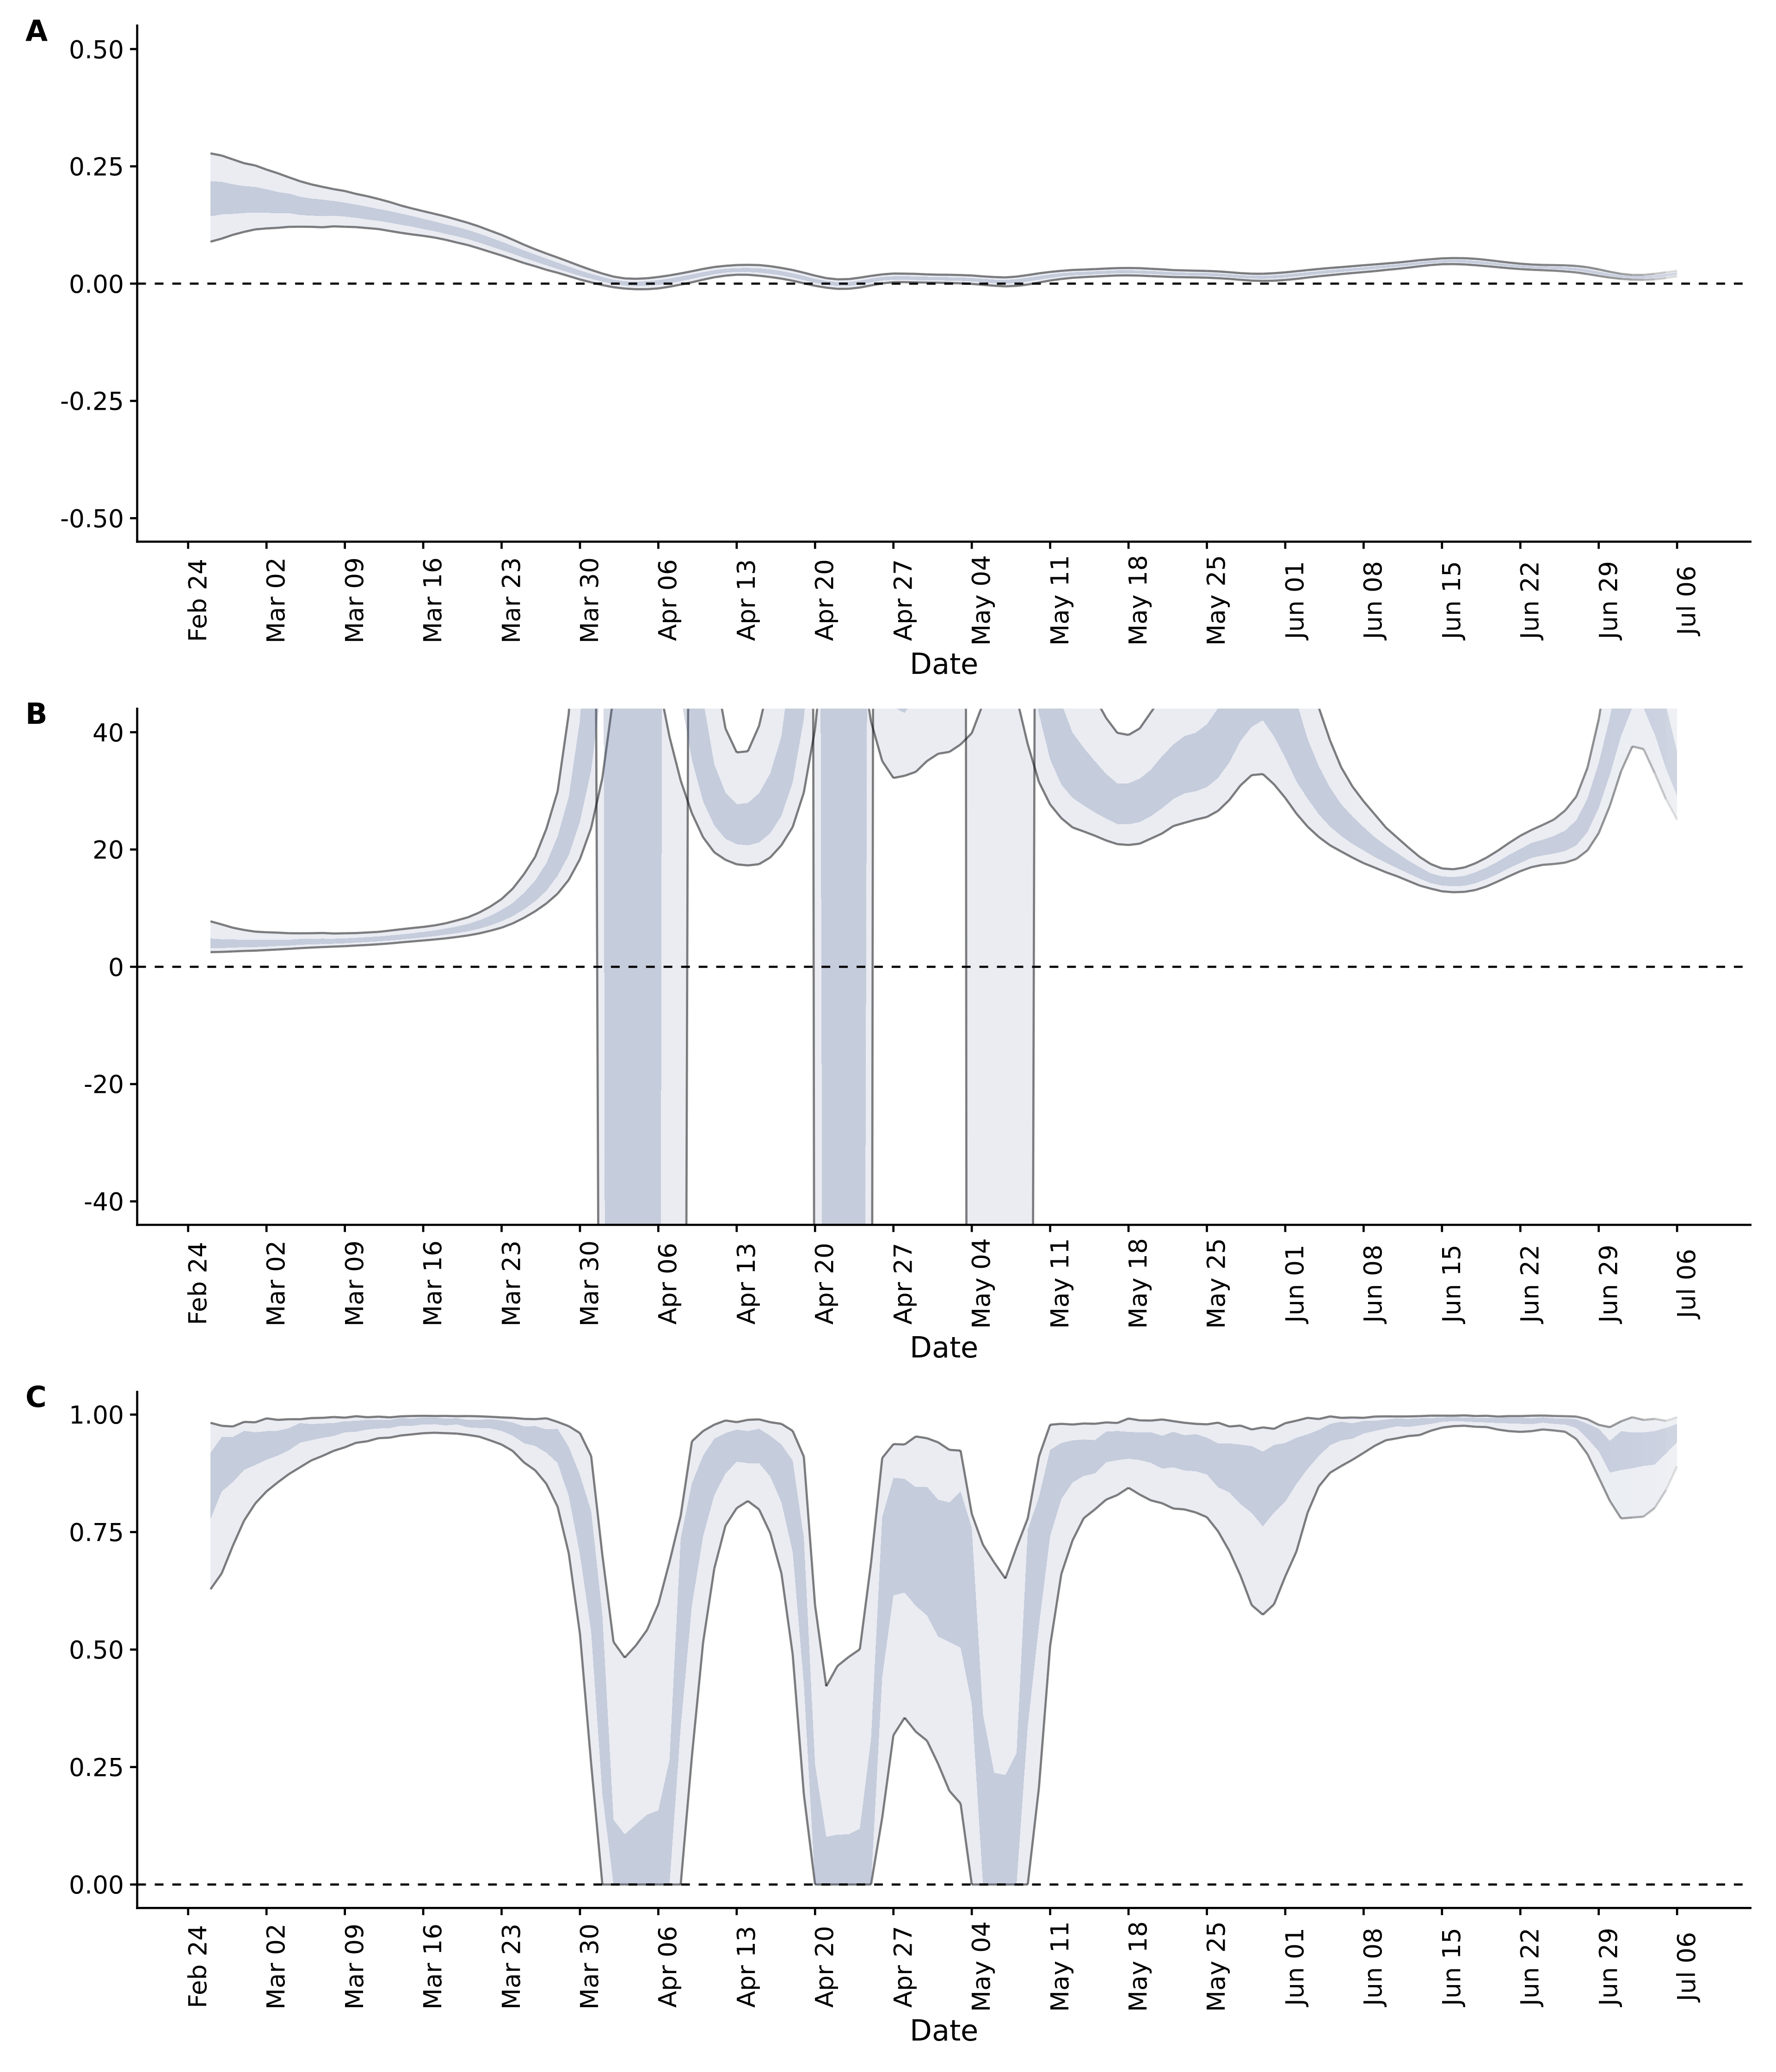 A
0.50
0.25
0.00
-0.25
-0.50
Feb 24
Mar 02
Mar 09
Mar 16
Mar 23
Mar 30
Apr 06
Apr 13
Apr 20
Apr 27
May 04
May 11
May 18
May 25
Jun 01
Jun 08
Jun 15
Jun 22
Jun 29
Jul 06
Date
B
40
20
0
-20
-40
Feb 24
Mar 02
Mar 09
Mar 16
Mar 23
Mar 30
Apr 06
Apr 13
Apr 20
Apr 27
May 04
May 11
May 18
May 25
Jun 01
Jun 08
Jun 15
Jun 22
Jun 29
Jul 06
Date
C
1.00
0.75
0.50
0.25
0.00
Feb 24
Mar 02
Mar 09
Mar 16
Mar 23
Mar 30
Apr 06
Apr 13
Apr 20
Apr 27
May 04
May 11
May 18
May 25
Jun 01
Jun 08
Jun 15
Jun 22
Jun 29
Jul 06
Date